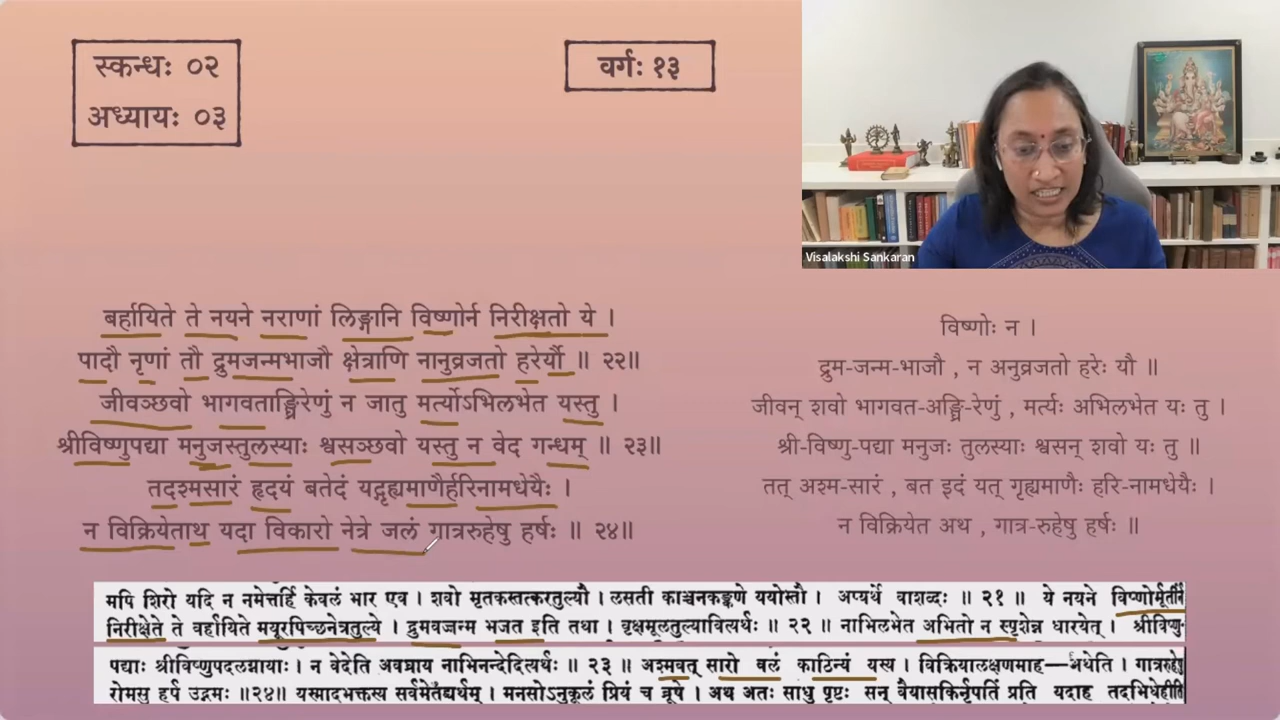 स्कन्धः ०२
अध्यायः ०३
वर्गः १३
Visalakshi Sankaran
बर्हायिते ते नयने नराणां लिङ्गानि विष्णोर्न निरीक्षतो ये ।
पादौ नृणां तौ द्रुमजन्मभाजौ क्षेत्राणि नानुव्रजतो हरेर्यौ ॥ २२॥
जीवञ्छवो भागवताङ्घ्रिरेणुं न जातु मर्त्योऽभिलभेत यस्तु ।
श्रीविष्णुपद्या मनुजस्तुलस्याः श्वसञ्छवो यस्तु न वेद गन्धम् ॥ २३॥
तदश्मसारं हृदयं बतेदं यद्गृह्यमाणैर्हरिनामधेयैः ।
न विक्रियेताथ यदा विकारो नेत्रे जलं गात्ररुहेषु हर्षः ॥ २४॥
विष्णोः न ।
द्रुम-जन्म-भाजौ , न अनुव्रजतो हरेः यौ ॥
जीवन् शवो भागवत-अङ्घ्रि-रेणुं , मर्त्यः अभिलभेत यः तु ।
श्री-विष्णु-पद्या मनुजः तुलस्याः श्वसन् शवो यः तु ॥
तत् अश्म-सारं , बत इदं यत् गृह्यमाणैः हरि-नामधेयैः ।
न विक्रियेत अथ , गात्र-रुहेषु हर्षः ॥
मपि शिरो यदि न नमेत्तर्हि केवलं भार एव । शवो मृतकस्तत्करतुल्यौ । लसती काञ्चनकङ्कणे ययोस्तौ । अप्यर्थे वाशब्दः ॥ २१ ॥ ये नयने विष्णोर्मूर्तीर्न
निरीक्षेते ते बर्हायिते मयूरपिच्छनेत्रतुल्ये । द्रुमवज्जन्म भजत इति तथा । वृक्षमूलतुल्यावित्यर्थः ॥ २२ ॥ नाभिलभेत अभितो न स्पृशेन्न धारयेत् । श्रीविष्णु-
पद्याः श्रीविष्णुपदलग्नायाः । न वेदेति अवघ्राय नाभिनन्देदित्यर्थः ॥ २३ ॥ अश्मवत् सारो बलं काठिन्यं यस्य । विक्रियालक्षणमाह—अथेति । गात्ररुहेषु
रोमसु हर्ष उद्गमः ॥२४॥ यस्मादभक्तस्य सर्वमेतद्व्यर्थम् । मनसोऽनुकूलं प्रियं च ब्रूषे । अथ अतः साधु पृष्टः सन् वैयासकिर्नृपतिं प्रति यदाह तदभिधेहीति